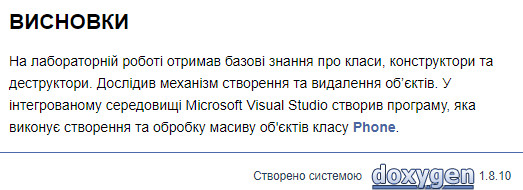 ВИСНОВКИ
На лабораторній роботі отримав базові знання про класи, конструктори та
деструктори. Дослідив механізм створення та видалення об'єктів. У
інтегрованому середовищі Microsoft Visual Studio створив програму, яка
виконує створення та обробку масиву об'єктів класу Phone.
Створено системою doxygen 1.8.10